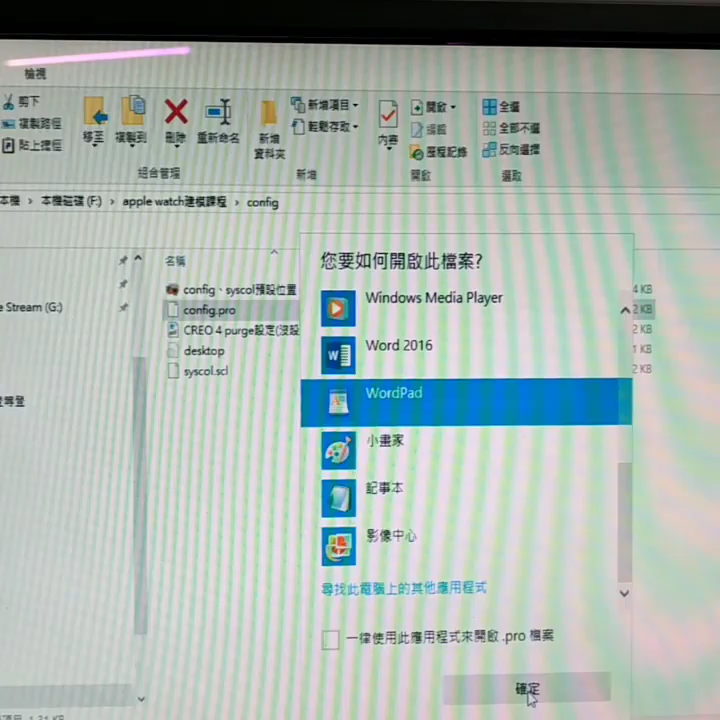 檢視
剪下
複製路徑
貼上捷徑
移至
複製到
刪除
重新命名
新增
資料夾
新增項目
輕鬆存取
內容
開啟
編輯
歷程記錄
全選
全部不選
反向選擇
組合管理
新增
開啟
選取
本機 › 本機磁碟 (F:) › apple watch建模課程 › config
名稱
e Stream (G:)
config、syscol預設位置
config.pro
CREO 4 purge設定(沒設
desktop
syscol.scl
4 KB
2 KB
2 KB
1 KB
2 KB
您要如何開啟此檔案?
Windows Media Player
Word 2016
WordPad
小畫家
記事本
影像中心
尋找此電腦上的其他應用程式
一律使用此應用程式來開啟 .pro 檔案
確定
1.21 KB